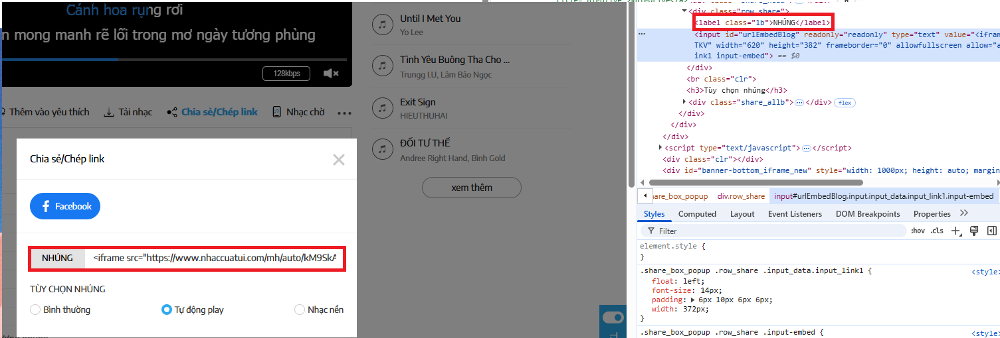 Cánh hoa rụng rơi
mong manh rẽ lối trong mơ ngày tương phùng
128kbps
Thêm vào yêu thích
Tải nhạc
Chia sẻ/Chép link
Nhạc chờ
Until I Met You
Yo Lee
Tình Yêu Buông Tha Cho ...
Trungg I.U, Lâm Bảo Ngọc
Exit Sign
HIEUTHUHAI
ĐỐI TƯ THẾ
Andree Right Hand, Bình Gold
xem thêm
Chia sẻ/Chép link
Facebook
NHÚNG <iframe src="https://www.nhaccuatui.com/mh/auto/kM9SkA
TÙY CHỌN NHÚNG
Bình thường
Tự động play
Nhạc nền
<div class="row_share">
<label class="lb">NHÚNG</label>
<input id="urlEmbedBlog" readonly="readonly" type="text" value="<ifram
TKV" width="620" height="382" frameborder="0" allowfullscreen allow="a
ink1 input-embed"> == $0
</div>
<br class="clr">
<h3>Tùy chọn nhúng</h3>
<div class="share_allb"> … </div> flex
</div>
</div>
</div>
<script type="text/javascript"> … </script>
<div class="clr"></div>
<div id="banner-bottom_iframe_new" style="width: 1000px; height: auto; margin
hare_box_popup div.row_share input#urlEmbedBlog.input.input_data.input_link1.input-embed
Styles Computed Layout Event Listeners DOM Breakpoints Properties
Filter :hov .cls
element.style {
}
.share_box_popup .row_share .input_data.input_link1 { <style>
float: left;
font-size: 14px;
padding: 6px 10px 6px 6px;
width: 372px;
}
.share_box_popup .row_share .input-embed { <style>